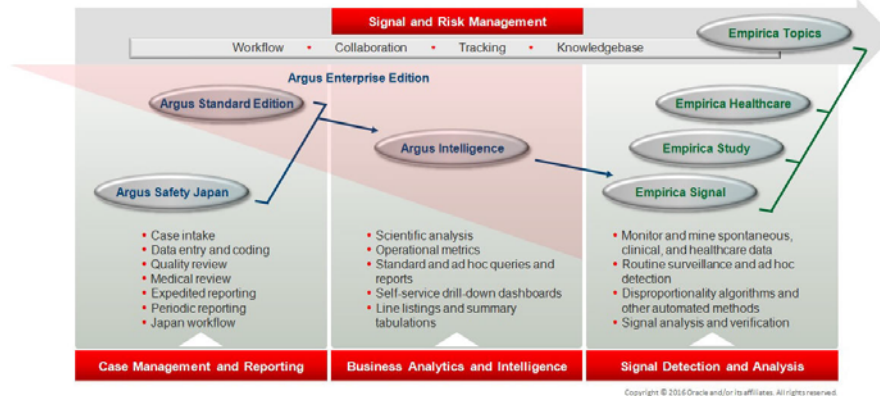 Signal and Risk Management
Empirica Topics
Workflow • Collaboration • Tracking • Knowledgebase
Argus Enterprise Edition
Argus Standard Edition
Argus Safety Japan
• Case intake
• Data entry and coding
• Quality review
• Medical review
• Expedited reporting
• Periodic reporting
• Japan workflow
Case Management and Reporting
Argus Intelligence
• Scientific analysis
• Operational metrics
• Standard and ad hoc queries and
reports
• Self-service drill-down dashboards
• Line listings and summary
tabulations
Business Analytics and Intelligence
Empirica Healthcare
Empirica Study
Empirica Signal
• Monitor and mine spontaneous,
clinical, and healthcare data
• Routine surveillance and ad hoc
detection
• Disproportionality algorithms and
other automated methods
• Signal analysis and verification
Signal Detection and Analysis
Copyright © 2016 Oracle and/or its affiliates. All rights reserved.